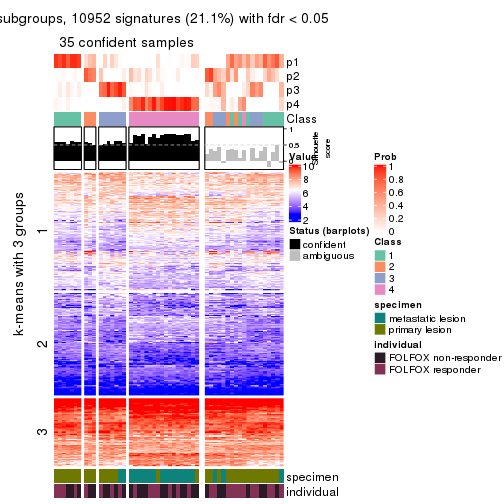 subgroups, 10952 signatures (21.1%) with fdr < 0.05
35 confident samples
p1
p2
p3
p4
Class
1
0.5
0
Silhouette
score
k-means with 3 groups
1
2
3
specimen
individual
Value
10
8
6
4
2
Status (barplots)
confident
ambiguous
Prob
1
0.8
0.6
0.4
0.2
0
Class
1
2
3
4
specimen
metastatic lesion
primary lesion
individual
FOLFOX non-responder
FOLFOX responder